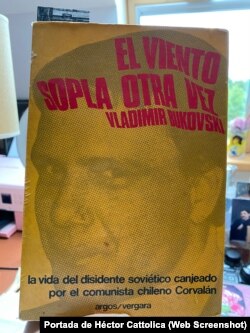 EL VIENTO
SOPLA OTRA VEZ
VLADIMIR BUKOVSKI
la vida del disidente soviético canjeado
por el comunista chileno Corvalán
argos/vergara
Portada de Héctor Cattolica (Web Screenshot)